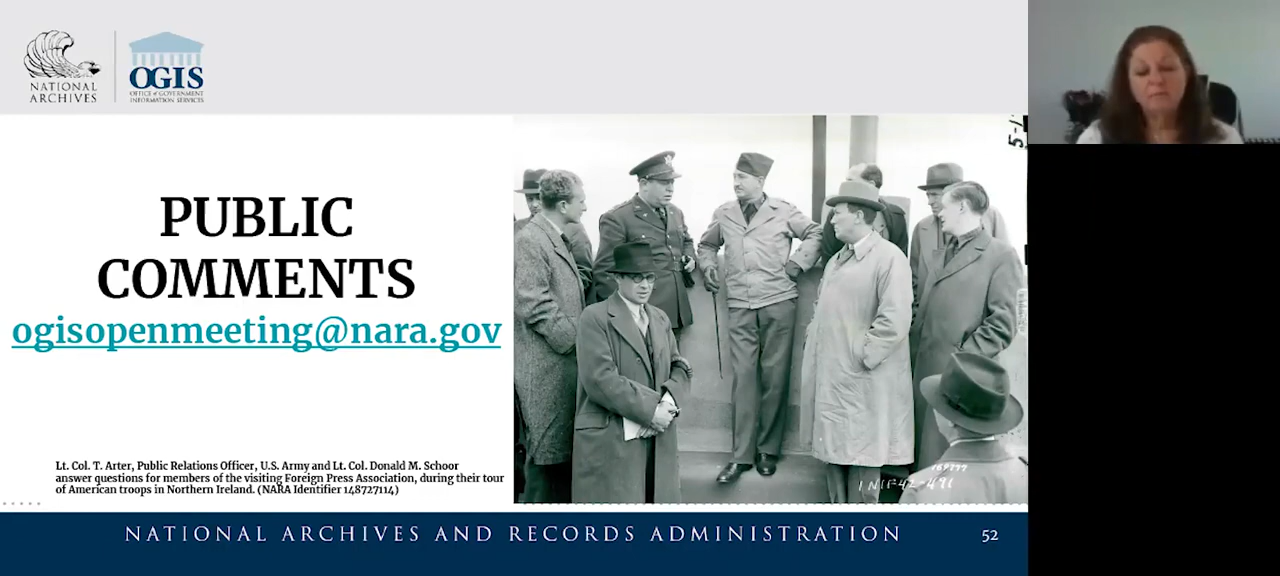 NATIONAL
ARCHIVES
OGIS
OFFICE of GOVERNMENT
INFORMATION SERVICES
PUBLIC
COMMENTS
ogisopenmeeting@nara.gov
Lt. Col. T. Arter, Public Relations Officer, U.S. Army and Lt. Col. Donald M. Schoor
answer questions for members of the visiting Foreign Press Association, during their tour
of American troops in Northern Ireland. (NARA Identifier 148727114)
5-1
NATIONAL ARCHIVES AND RECORDS ADMINISTRATION
52